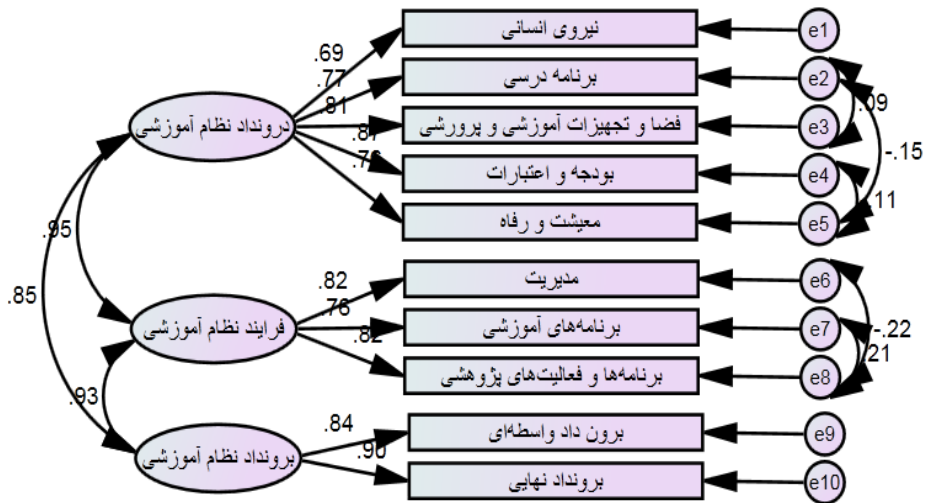 نیروی انسانی
e1
.69
برنامه درسی
e2
.77
.09
فضا و تجهیزات آموزشی و پرورشی
e3
.81
درونداد نظام آموزشی
-.15
بودجه و اعتبارات
e4
.87
.11
معیشت و رفاه
e5
.95
.85
مدیریت
e6
.82
برنامه‌های آموزشی
e7
.76
فرایند نظام آموزشی
-.22
.21
برنامه‌ها و فعالیت‌های پژوهشی
e8
.82
.93
برون داد واسطه‌ای
e9
.84
برونداد نظام آموزشی
.90
برونداد نهایی
e10